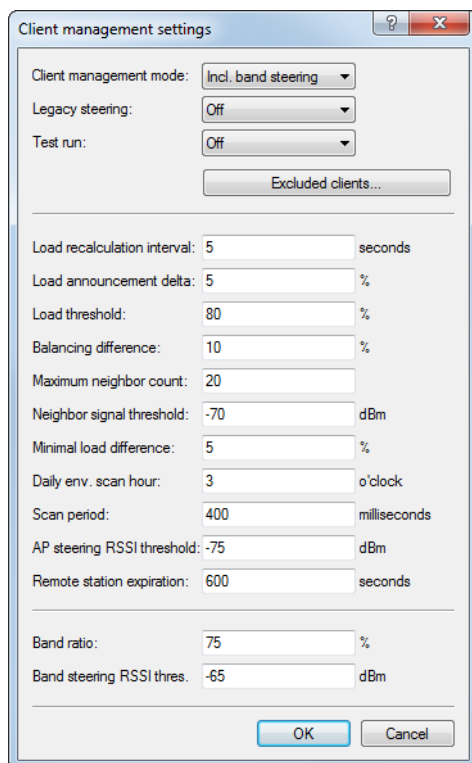 Client management settings
Client management mode: Incl. band steering
Legacy steering: Off
Test run: Off
Excluded clients...
Load recalculation interval: 5 seconds
Load announcement delta: 5 %
Load threshold: 80 %
Balancing difference: 10 %
Maximum neighbor count: 20
Neighbor signal threshold: -70 dBm
Minimal load difference: 5 %
Daily env. scan hour: 3 o'clock
Scan period: 400 milliseconds
AP steering RSSI threshold: -75 dBm
Remote station expiration: 600 seconds
Band ratio: 75 %
Band steering RSSI thres. -65 dBm
OK Cancel